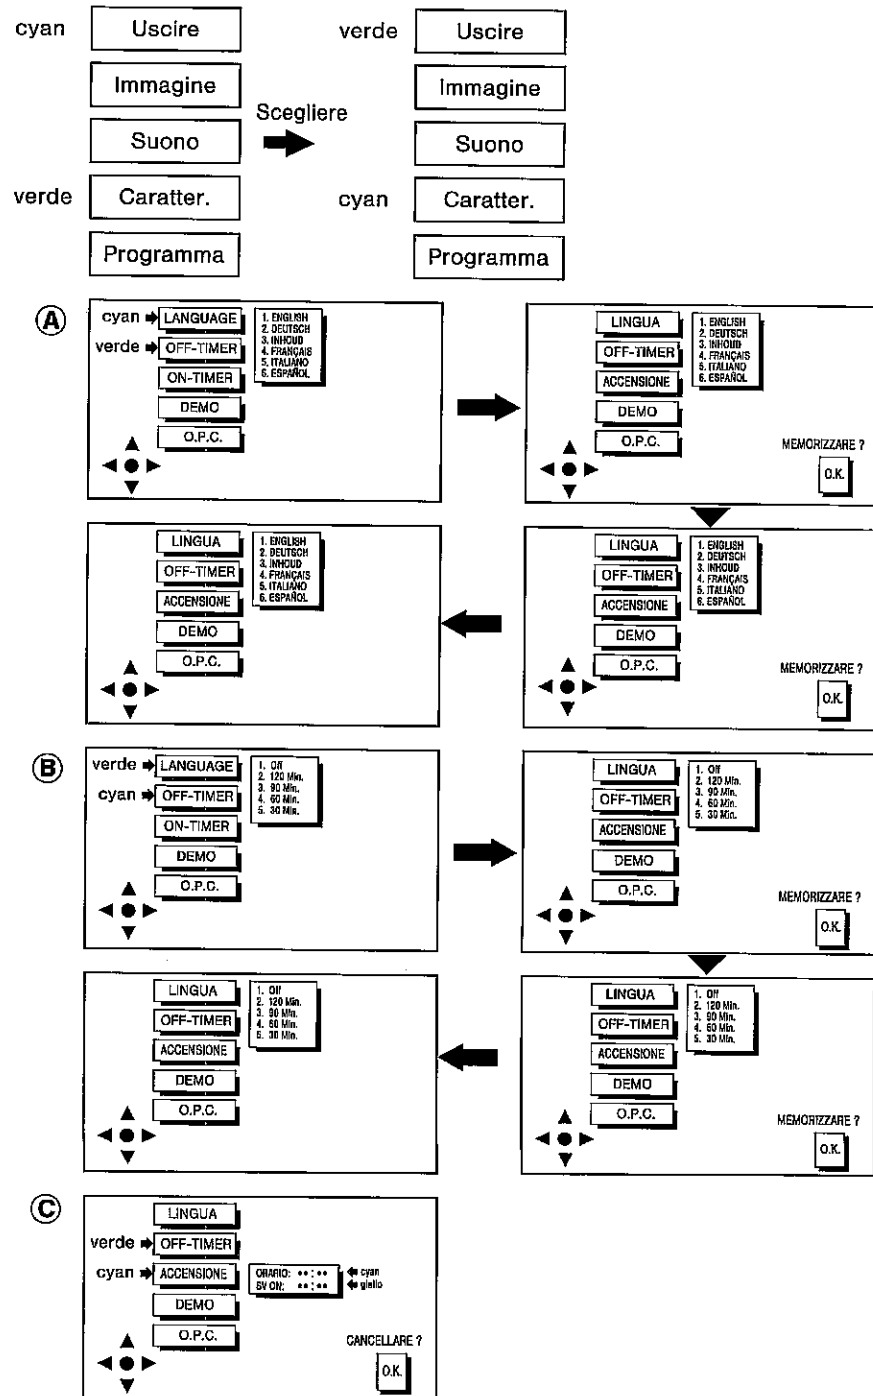 cyan Uscire
Immagine
Suono
verde Caratter.
Programma
Scegliere
verde Uscire
Immagine
Suono
cyan Caratter.
Programma
A
cyan LANGUAGE
verde OFF-TIMER
ON-TIMER
DEMO
O.P.C.
1. ENGLISH
2. DEUTSCH
3. INHOUD
4. FRANÇAIS
5. ITALIANO
6. ESPAÑOL
LINGUA
OFF-TIMER
ACCENSIONE
DEMO
O.P.C.
1. ENGLISH
2. DEUTSCH
3. INHOUD
4. FRANÇAIS
5. ITALIANO
6. ESPAÑOL
MEMORIZZARE ?
O.K.
LINGUA
OFF-TIMER
ACCENSIONE
DEMO
O.P.C.
1. ENGLISH
2. DEUTSCH
3. INHOUD
4. FRANÇAIS
5. ITALIANO
6. ESPAÑOL
LINGUA
OFF-TIMER
ACCENSIONE
DEMO
O.P.C.
1. ENGLISH
2. DEUTSCH
3. INHOUD
4. FRANÇAIS
5. ITALIANO
6. ESPAÑOL
MEMORIZZARE ?
O.K.
B
verde LANGUAGE
cyan OFF-TIMER
ON-TIMER
DEMO
O.P.C.
1. Off
2. 120 Min.
3. 90 Min.
4. 60 Min.
5. 30 Min.
LINGUA
OFF-TIMER
ACCENSIONE
DEMO
O.P.C.
1. Off
2. 120 Min.
3. 90 Min.
4. 60 Min.
5. 30 Min.
MEMORIZZARE ?
O.K.
LINGUA
OFF-TIMER
ACCENSIONE
DEMO
O.P.C.
1. Off
2. 120 Min.
3. 90 Min.
4. 60 Min.
5. 30 Min.
LINGUA
OFF-TIMER
ACCENSIONE
DEMO
O.P.C.
1. Off
2. 120 Min.
3. 90 Min.
4. 60 Min.
5. 30 Min.
MEMORIZZARE ?
O.K.
C
LINGUA
verde OFF-TIMER
cyan ACCENSIONE
DEMO
O.P.C.
ORARIO: **:** cyan
SV ON: **:** giallo
CANCELLARE ?
O.K.